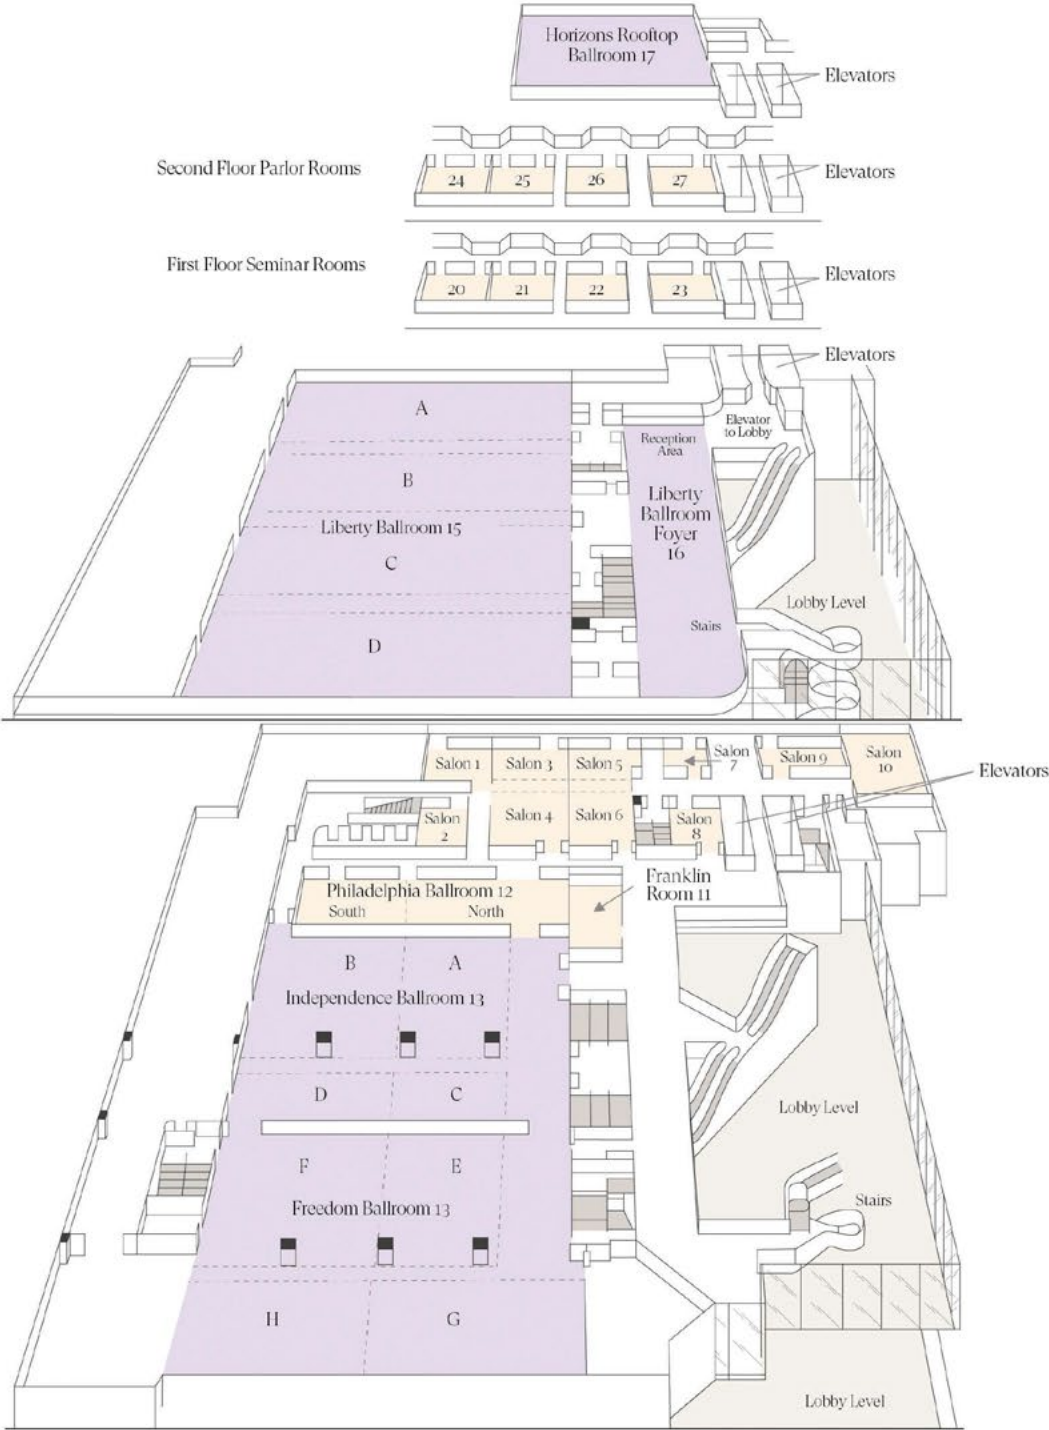 Horizons Rooftop
Ballroom 17
Elevators
Second Floor Parlor Rooms
24
25
26
27
Elevators
First Floor Seminar Rooms
20
21
22
23
Elevators
Elevators
A
Elevator
to Lobby
Reception
Area
B
Liberty
Ballroom
Foyer
16
Liberty Ballroom 15
C
Lobby Level
Stairs
D
Salon 1
Salon 3
Salon 5
Salon
7
Salon 9
Salon
10
Elevators
Salon
2
Salon 4
Salon 6
Salon
8
Franklin
Room 11
Philadelphia Ballroom 12
South
North
B
A
Independence Ballroom 13
D
C
Lobby Level
F
E
Stairs
Freedom Ballroom 13
H
G
Lobby Level